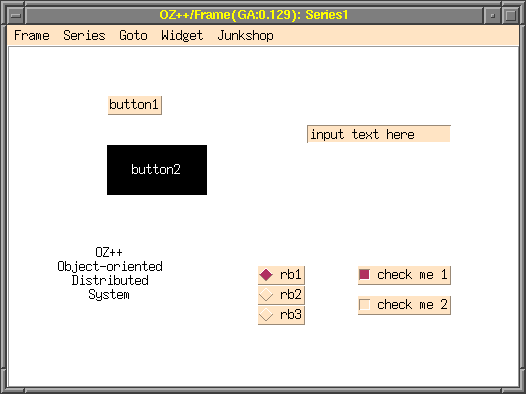 OZ++/Frame(GA:0.129): Series1
Frame Series Goto Widget Junkshop
button1
input text here
button2
OZ++
Object-oriented
Distributed
System
rb1
rb2
rb3
check me 1
check me 2